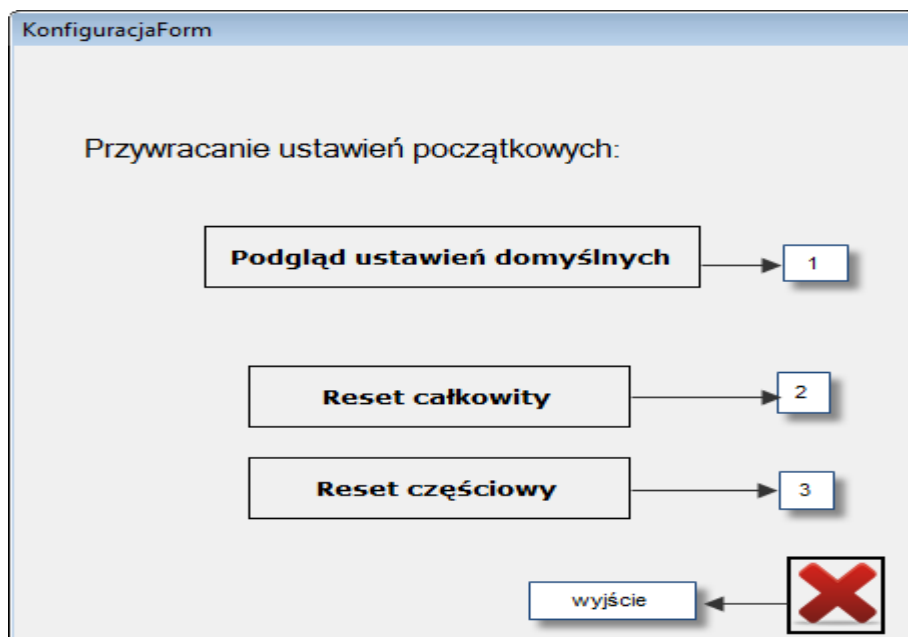 KonfiguracjaForm
Przywracanie ustawień początkowych:
Podgląd ustawień domyślnych
1
Reset całkowity
2
Reset częściowy
3
wyjście